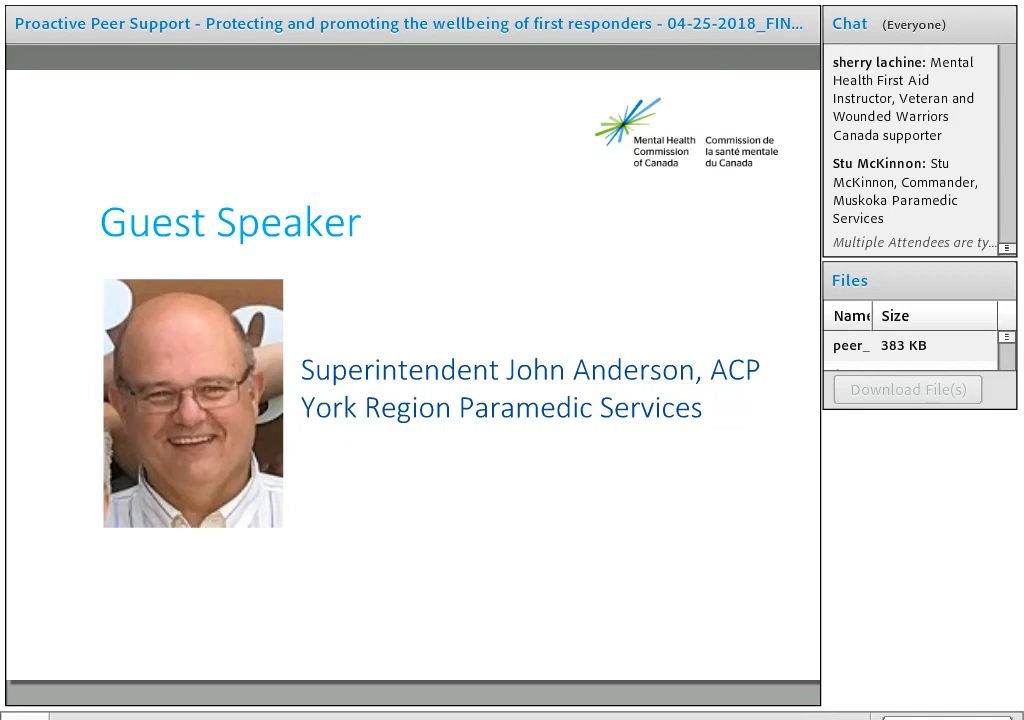 Proactive Peer Support - Protecting and promoting the wellbeing of first responders - 04-25-2018_FIN...
Mental Health
Commission
of Canada
Commission de
la santé mentale
du Canada
Guest Speaker
Superintendent John Anderson, ACP
York Region Paramedic Services
Chat (Everyone)
sherry lachine: Mental
Health First Aid
Instructor, Veteran and
Wounded Warriors
Canada supporter
Stu McKinnon: Stu
McKinnon, Commander,
Muskoka Paramedic
Services
Multiple Attendees are ty...
Files
Name Size
peer_ 383 KB
Download File(s)